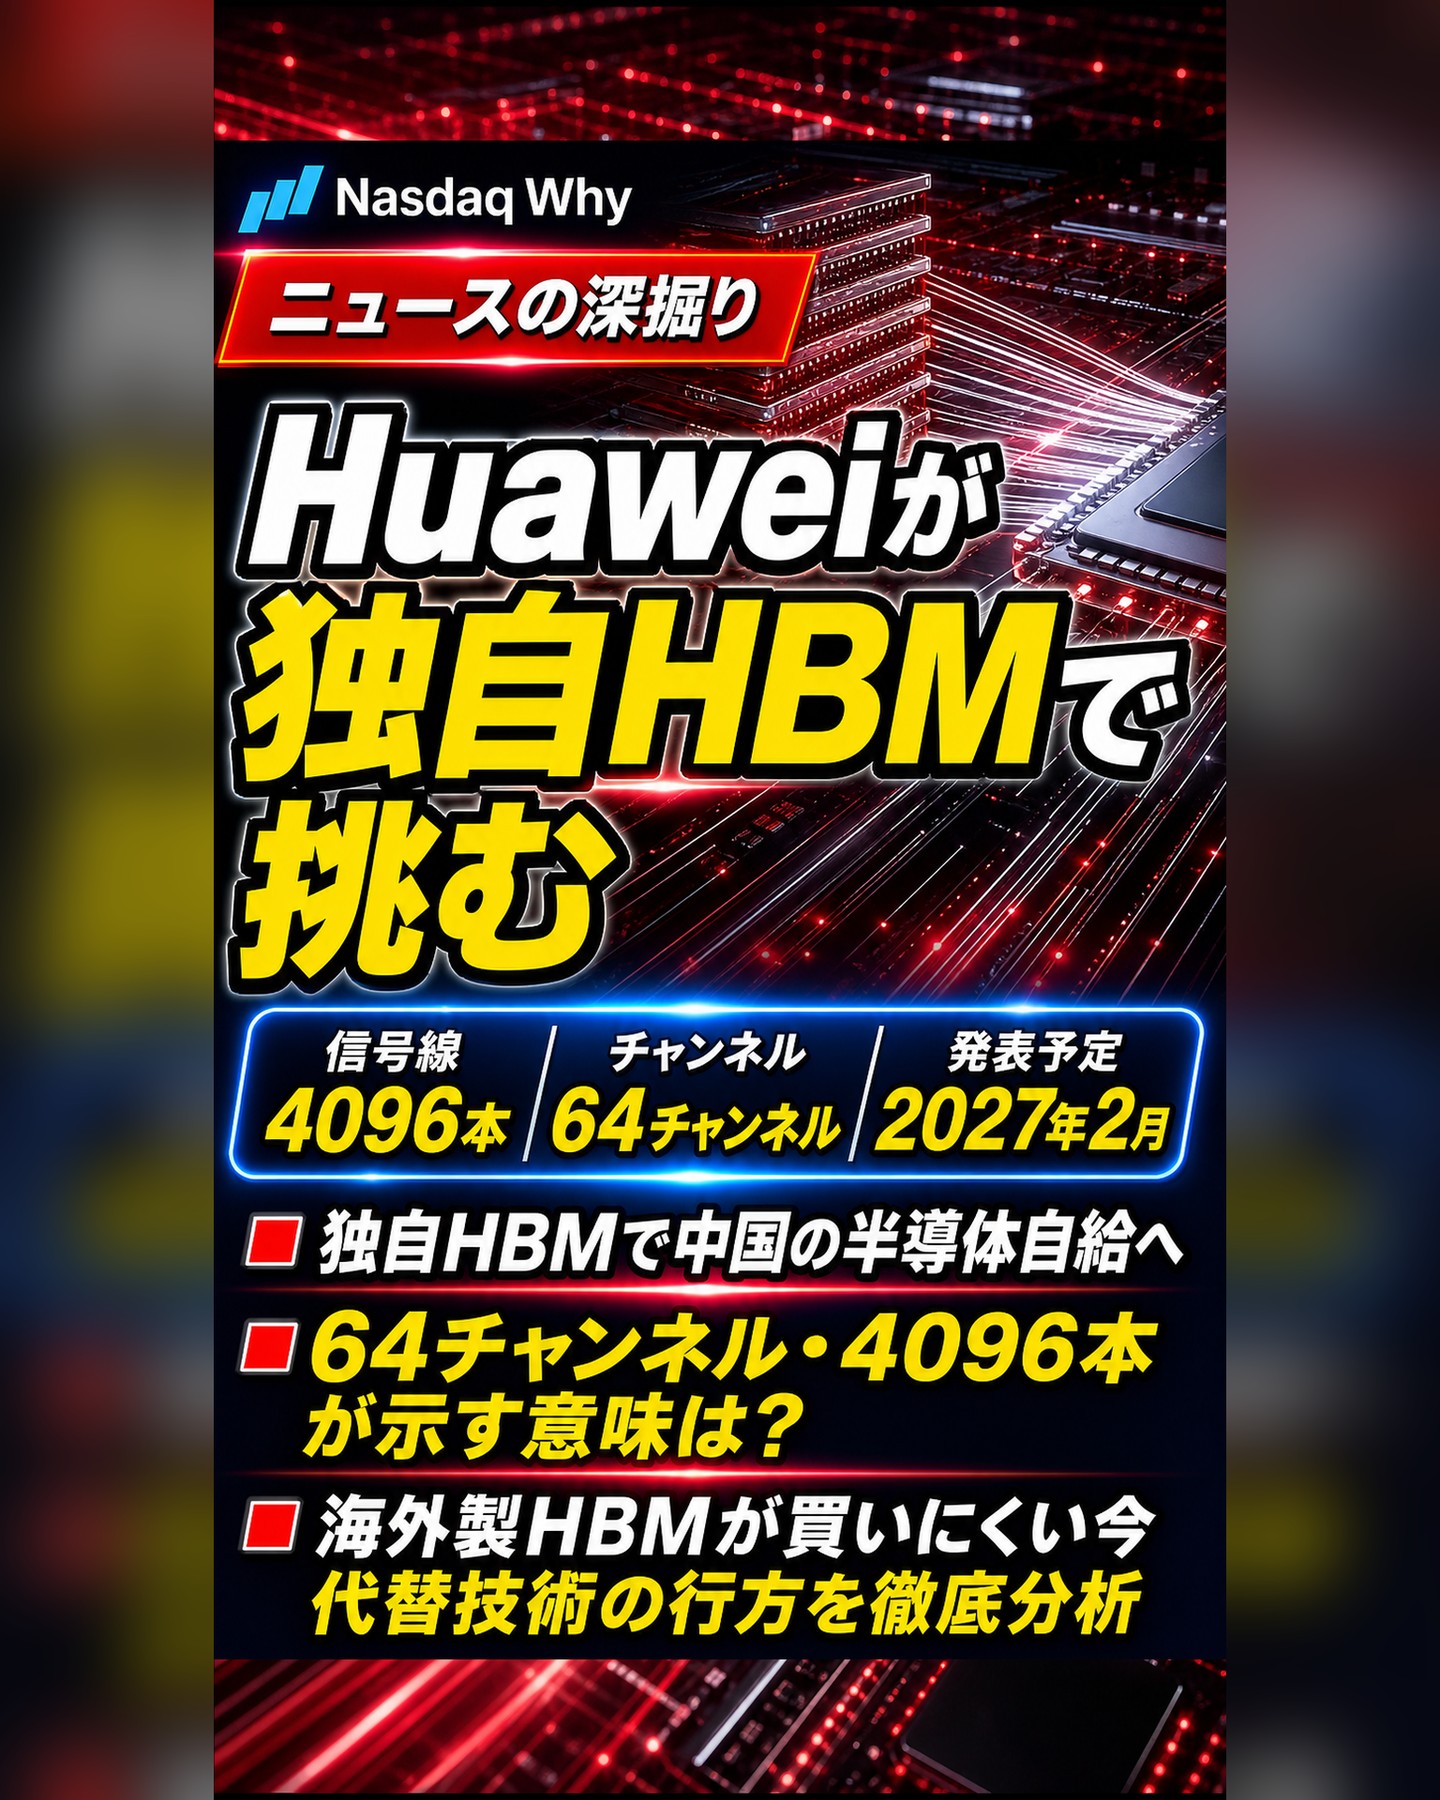 Nasdaq Why
ニュースの深掘り
Huaweiが
独自HBMで
挑む
信号線
4096本
チャンネル
64チャンネル
発表予定
2027年2月
独自HBMで中国の半導体自給へ
64チャンネル・4096本
が示す意味は?
海外製HBMが買いにくい今
代替技術の行方を徹底分析